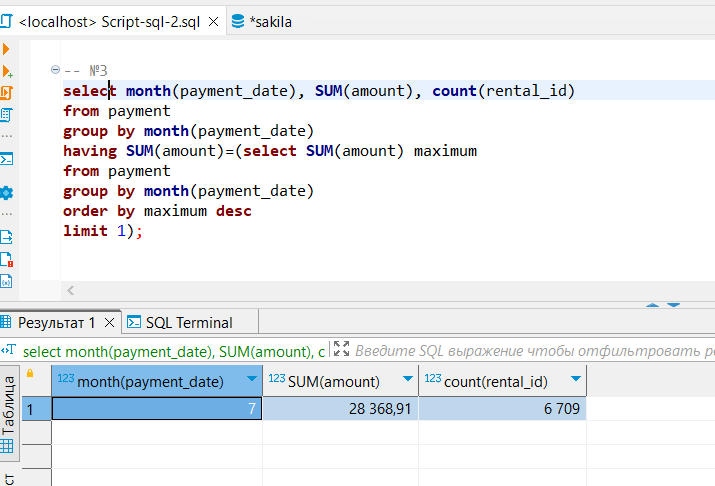 <localhost> Script-sql-2.sql
*sakila
-- №3
select month(payment_date), SUM(amount), count(rental_id)
from payment
group by month(payment_date)
having SUM(amount)=(select SUM(amount) maximum
from payment
group by month(payment_date)
order by maximum desc
limit 1);
Результат 1
SQL Terminal
select month(payment_date), SUM(amount), c
Введите SQL выражение чтобы отфильтровать
Таблица
123 month(payment_date)
123 SUM(amount)
123 count(rental_id)
1 7 28 368,91 6 709